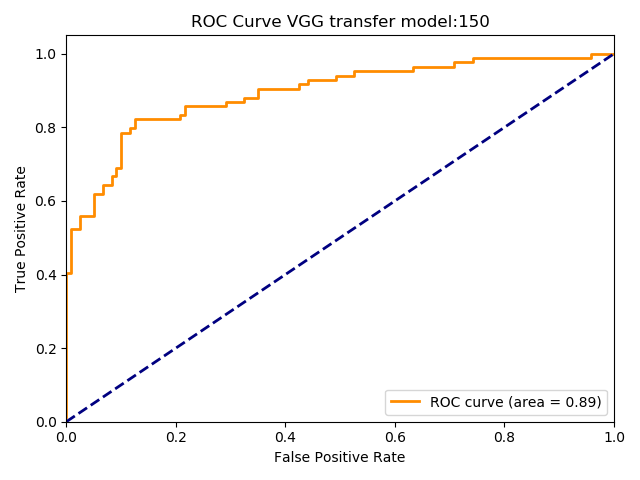 ROC Curve VGG transfer model:150
1.0
0.8
0.6
0.4
0.2
0.0
True Positive Rate
ROC curve (area = 0.89)
0.0 0.2 0.4 0.6 0.8 1.0
False Positive Rate